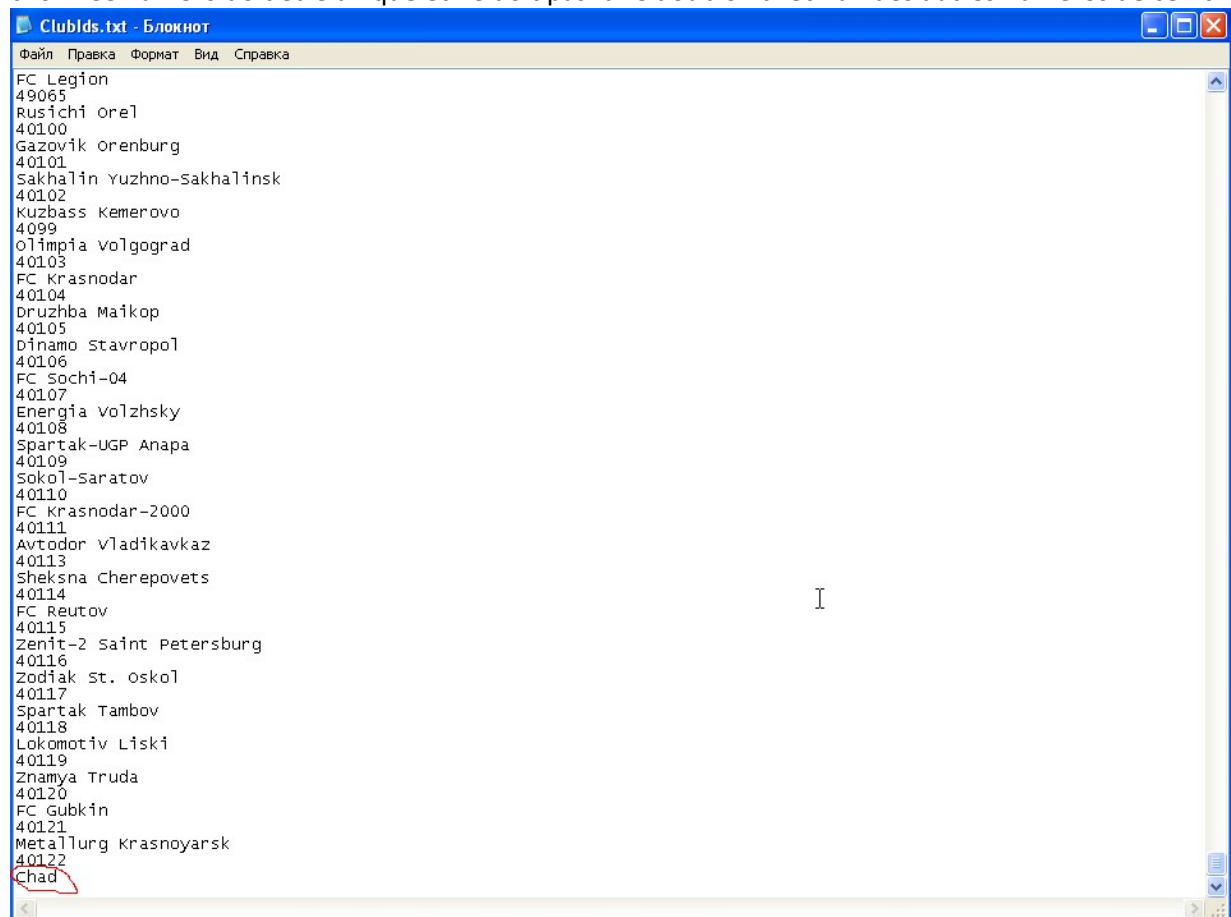 ClubIds.txt - Блокнот
Файл Правка Формат Вид Справка
FC Legion
49065
Rusichi Orel
40100
Gazovik Orenburg
40101
Sakhalin Yuzhno-Sakhalinsk
40102
Kuzbass Kemerovo
4099
Olimpia Volgograd
40103
FC Krasnodar
40104
Druzhba Maikop
40105
Dinamo Stavropol
40106
FC Sochi-04
40107
Energia Volzhsky
40108
Spartak-UGP Anapa
40109
Sokol-Saratov
40110
FC Krasnodar-2000
40111
Avtodor Vladikavkaz
40113
Sheksna Cherepovets
40114
FC Reutov
40115
Zenit-2 Saint Petersburg
40116
Zodiak St. Oskol
40117
Spartak Tambov
40118
Lokomotiv Liski
40119
Znamya Truda
40120
FC Gubkin
40121
Metallurg Krasnoyarsk
40122
Chad